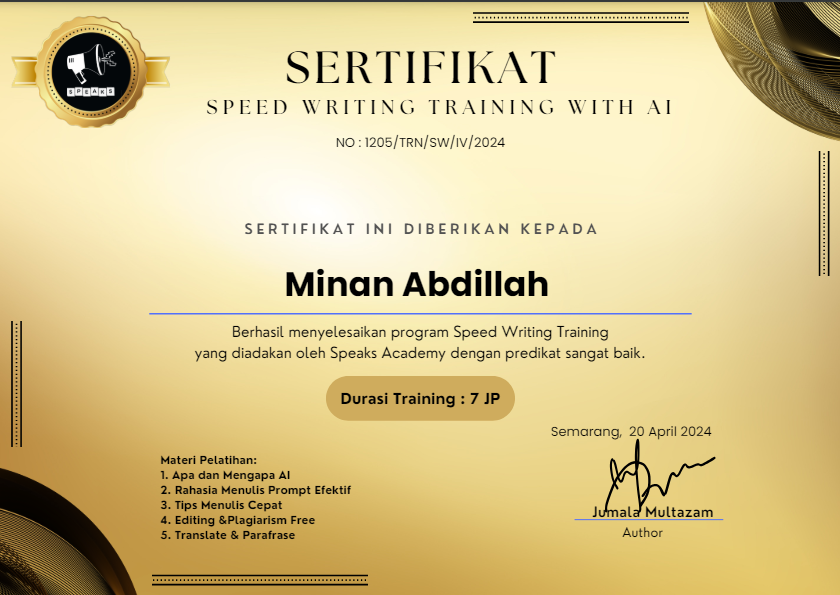 SPEAKS
SERTIFIKAT
SPEED WRITING TRAINING WITH AI
NO : 1205/TRN/SW/IV/2024
SERTIFIKAT INI DIBERIKAN KEPADA
Minan Abdillah
Berhasil menyelesaikan program Speed Writing Training
yang diadakan oleh Speaks Academy dengan predikat sangat baik.
Durasi Training : 7 JP
Semarang, 20 April 2024
Materi Pelatihan:
1. Apa dan Mengapa AI
2. Rahasia Menulis Prompt Efektif
3. Tips Menulis Cepat
4. Editing &Plagiarism Free
5. Translate & Parafrase
Jumala Multazam
Author